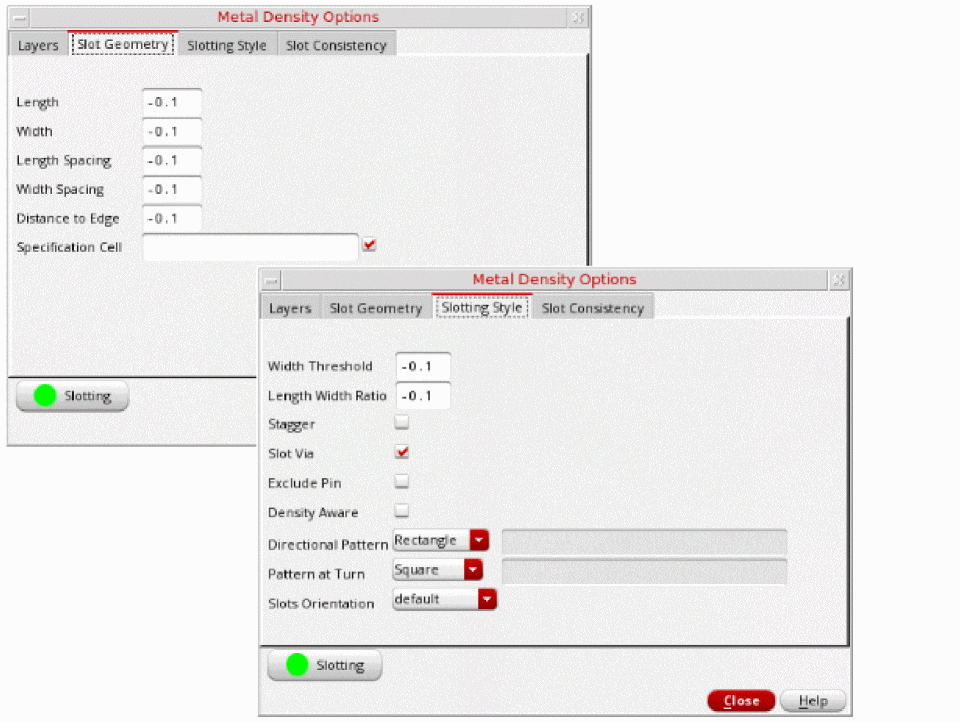 Metal Density Options
Layers Slot Geometry Slotting Style Slot Consistency
Length -0.1
Width -0.1
Length Spacing -0.1
Width Spacing -0.1
Distance to Edge -0.1
Specification Cell
Slotting
Metal Density Options
Layers Slot Geometry Slotting Style Slot Consistency
Width Threshold -0.1
Length Width Ratio -0.1
Stagger
Slot Via
Exclude Pin
Density Aware
Directional Pattern Rectangle
Pattern at Turn Square
Slots Orientation default
Slotting
Close Help